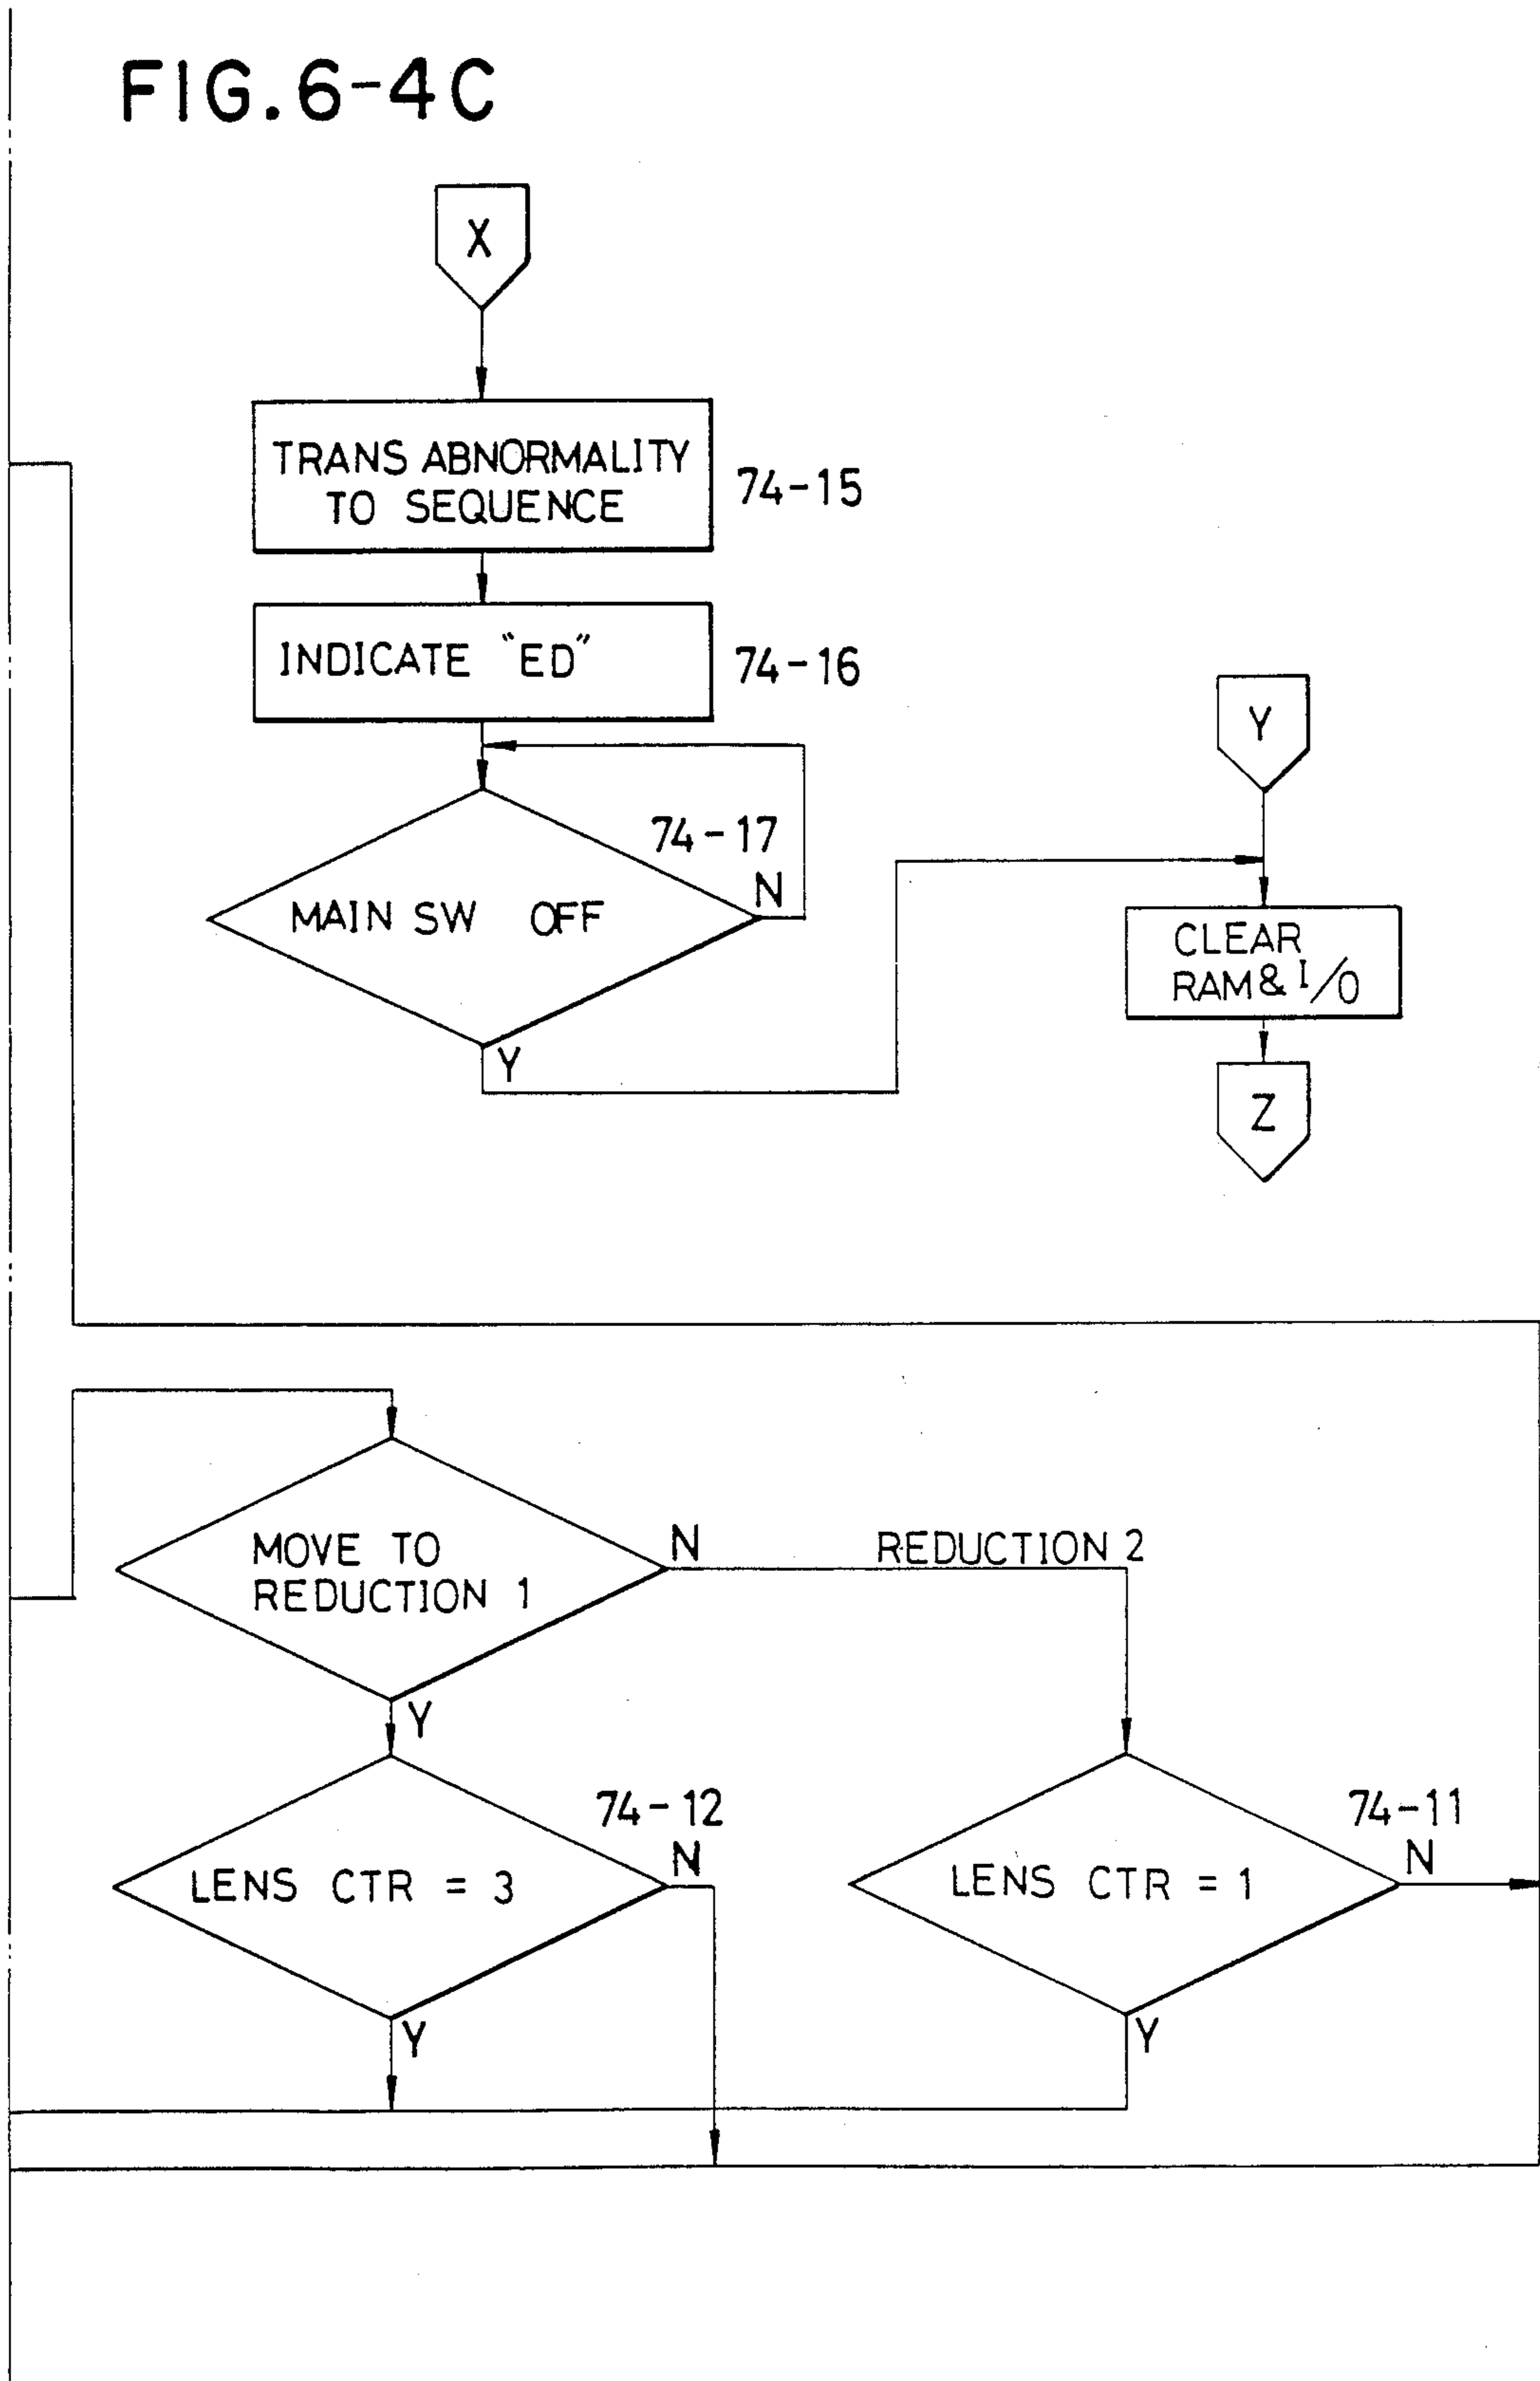 FIG.6-4C
X
TRANS ABNORMALITY
TO SEQUENCE
74-15
INDICATE "ED"
74-16
Y
74-17
N
MAIN SW OFF
Y
CLEAR
RAM & I/O
Z
MOVE TO
REDUCTION 1
N
REDUCTION 2
Y
74-12
N
LENS CTR = 3
Y
74-11
N
LENS CTR = 1
Y